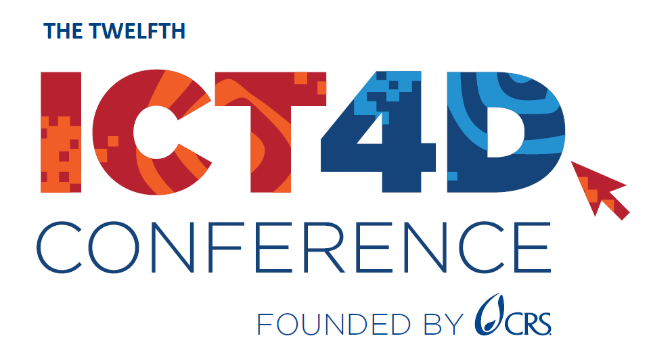 THE TWELFTH
ICT4D
CONFERENCE
FOUNDED BY CRS